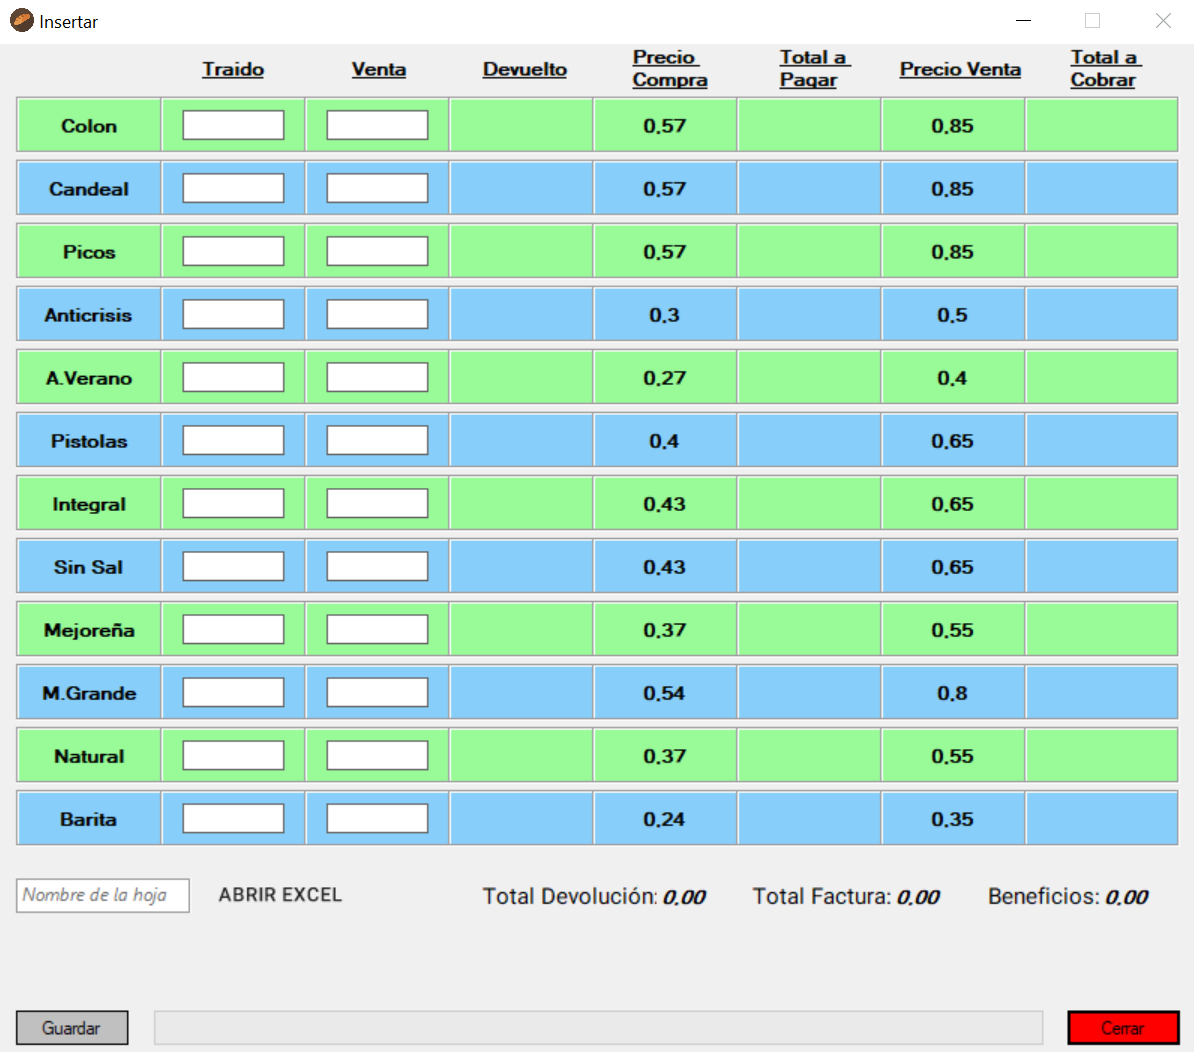 Insertar
Traido Venta Devuelto Precio Compra Total a Pagar Precio Venta Total a Cobrar
Colon 0.57 0.85
Candeal 0.57 0.85
Picos 0.57 0.85
Anticrisis 0.3 0.5
A.Verano 0.27 0.4
Pistolas 0.4 0.65
Integral 0.43 0.65
Sin Sal 0.43 0.65
Mejoreña 0.37 0.55
M.Grande 0.54 0.8
Natural 0.37 0.55
Barita 0.24 0.35
Nombre de la hoja ABRIR EXCEL Total Devolución: 0.00 Total Factura: 0.00 Beneficios: 0.00
Guardar Cerrar